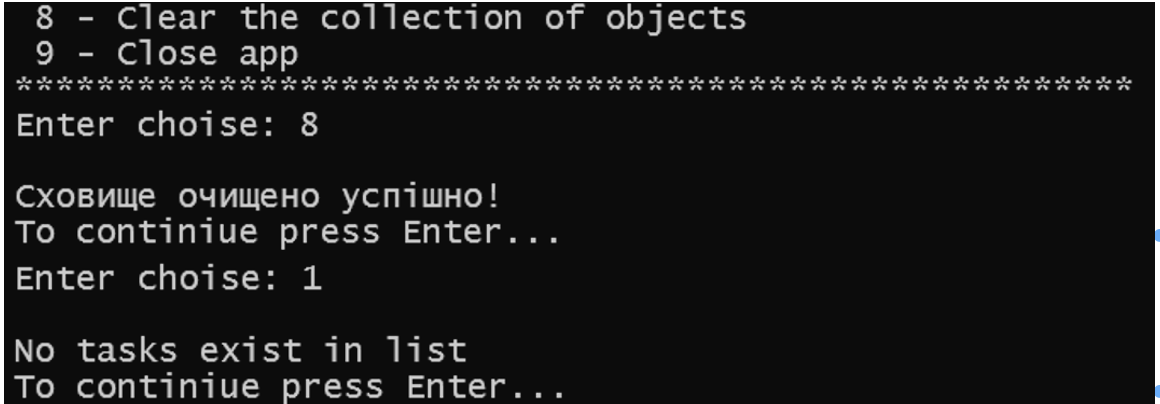 8 - Clear the collection of objects
9 - Close app
*******************************************************
Enter choise: 8
Сховище очищено успішно!
To continiue press Enter...
Enter choise: 1
No tasks exist in list
To continiue press Enter...